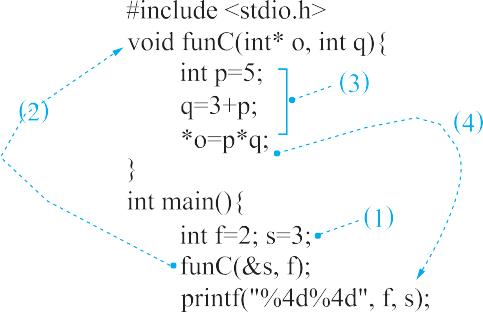 #include <stdio.h>
void funC(int* o, int q){
int p=5;
(3)
q=3+p;
(2)
*o=p*q;
(4)
}
int main(){
(1)
int f=2; s=3;
funC(&s, f);
printf("%4d%4d", f, s);